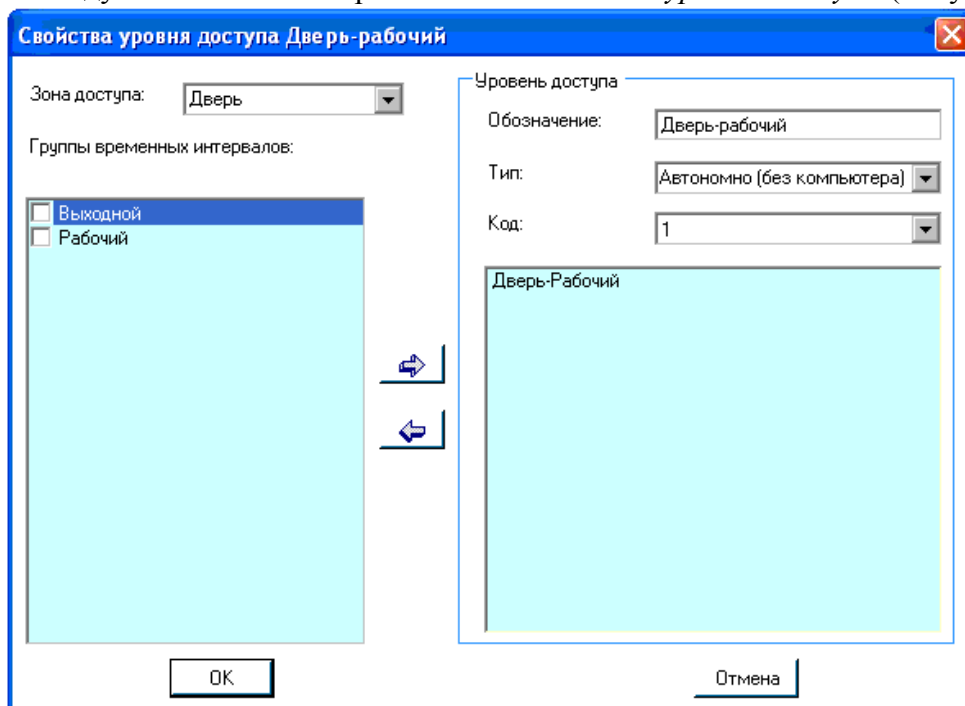 Свойства уровня доступа Дверь-рабочий
Зона доступа:
Дверь
Группы временных интервалов:
Выходной
Рабочий
Уровень доступа
Обозначение:
Дверь-рабочий
Тип:
Автономно (без компьютера)
Код:
1
Дверь-Рабочий
OK
Отмена